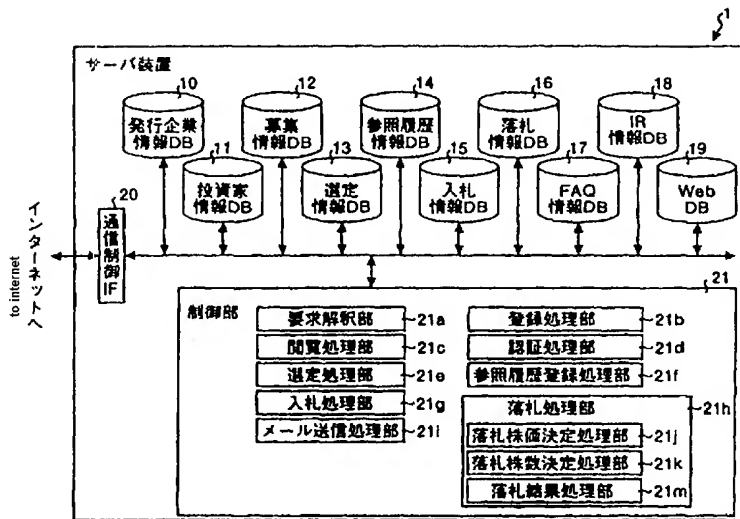 1
サーバ装置
10
発行企業
情報DB
12
募集
情報DB
14
参照履歴
情報DB
16
落札
情報DB
18
IR
情報DB
11
投資家
情報DB
13
選定
情報DB
15
入札
情報DB
17
FAQ
情報DB
19
Web
DB
20
通信制御IF
インターネットへ
to internet
21
制御部
要求解釈部 21a
登録処理部 21b
閲覧処理部 21c
認証処理部 21d
選定処理部 21e
参照履歴登録処理部 21f
入札処理部 21g
落札処理部 21h
メール送信処理部 21i
落札株価決定処理部 21j
落札株数決定処理部 21k
落札結果処理部 21m